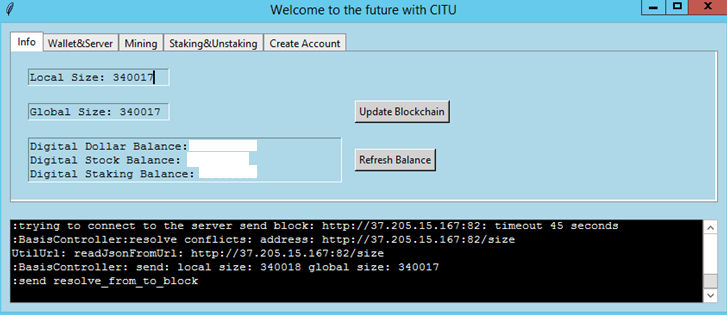 Welcome to the future with CITU
Info Wallet&Server Mining Staking&Unstaking Create Account
Local Size: 340017
Global Size: 340017
Update Blockchain
Digital Dollar Balance:
Digital Stock Balance:
Digital Staking Balance:
Refresh Balance
:trying to connect to the server send block: http://37.205.15.167:82: timeout 45 seconds
:BasisController:resolve conflicts: address: http://37.205.15.167:82/size
UtilUrl: readJsonFromUrl: http://37.205.15.167:82/size
:BasisController: send: local size: 340018 global size: 340017
:send resolve_from_to_block